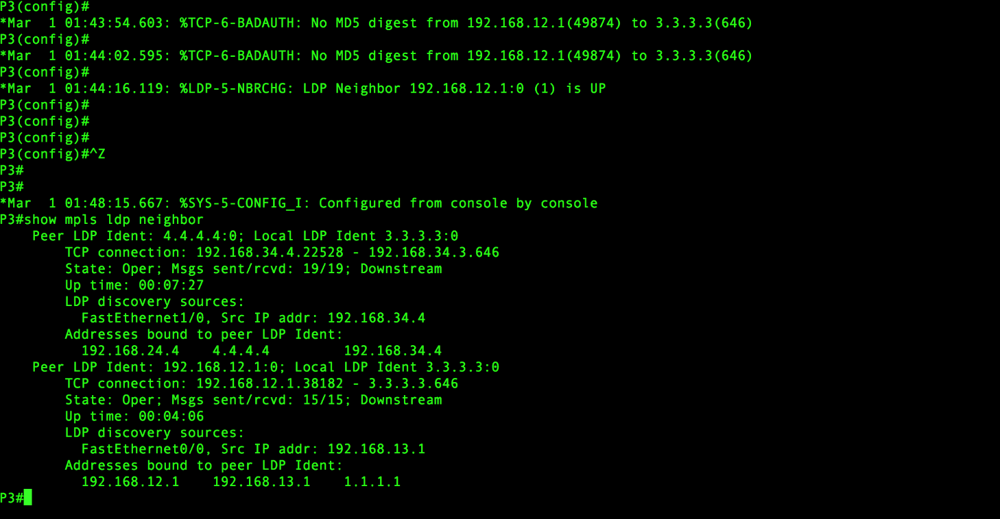 P3(config)#
*Mar  1 01:43:54.603: %TCP-6-BADAUTH: No MD5 digest from 192.168.12.1(49874) to 3.3.3.3(646)
P3(config)#
*Mar  1 01:44:02.595: %TCP-6-BADAUTH: No MD5 digest from 192.168.12.1(49874) to 3.3.3.3(646)
P3(config)#
*Mar  1 01:44:16.119: %LDP-5-NBRCHG: LDP Neighbor 192.168.12.1:0 (1) is UP
P3(config)#
P3(config)#
P3(config)#
P3(config)#^Z
P3#
P3#
*Mar  1 01:48:15.667: %SYS-5-CONFIG_I: Configured from console by console
P3#show mpls ldp neighbor
    Peer LDP Ident: 4.4.4.4:0; Local LDP Ident 3.3.3.3:0
        TCP connection: 192.168.34.4.22528 - 192.168.34.3.646
        State: Oper; Msgs sent/rcvd: 19/19; Downstream
        Up time: 00:07:27
        LDP discovery sources:
          FastEthernet1/0, Src IP addr: 192.168.34.4
        Addresses bound to peer LDP Ident:
          192.168.24.4    4.4.4.4         192.168.34.4
    Peer LDP Ident: 192.168.12.1:0; Local LDP Ident 3.3.3.3:0
        TCP connection: 192.168.12.1.38182 - 3.3.3.3.646
        State: Oper; Msgs sent/rcvd: 15/15; Downstream
        Up time: 00:04:06
        LDP discovery sources:
          FastEthernet0/0, Src IP addr: 192.168.13.1
        Addresses bound to peer LDP Ident:
          192.168.12.1    192.168.13.1    1.1.1.1
P3#